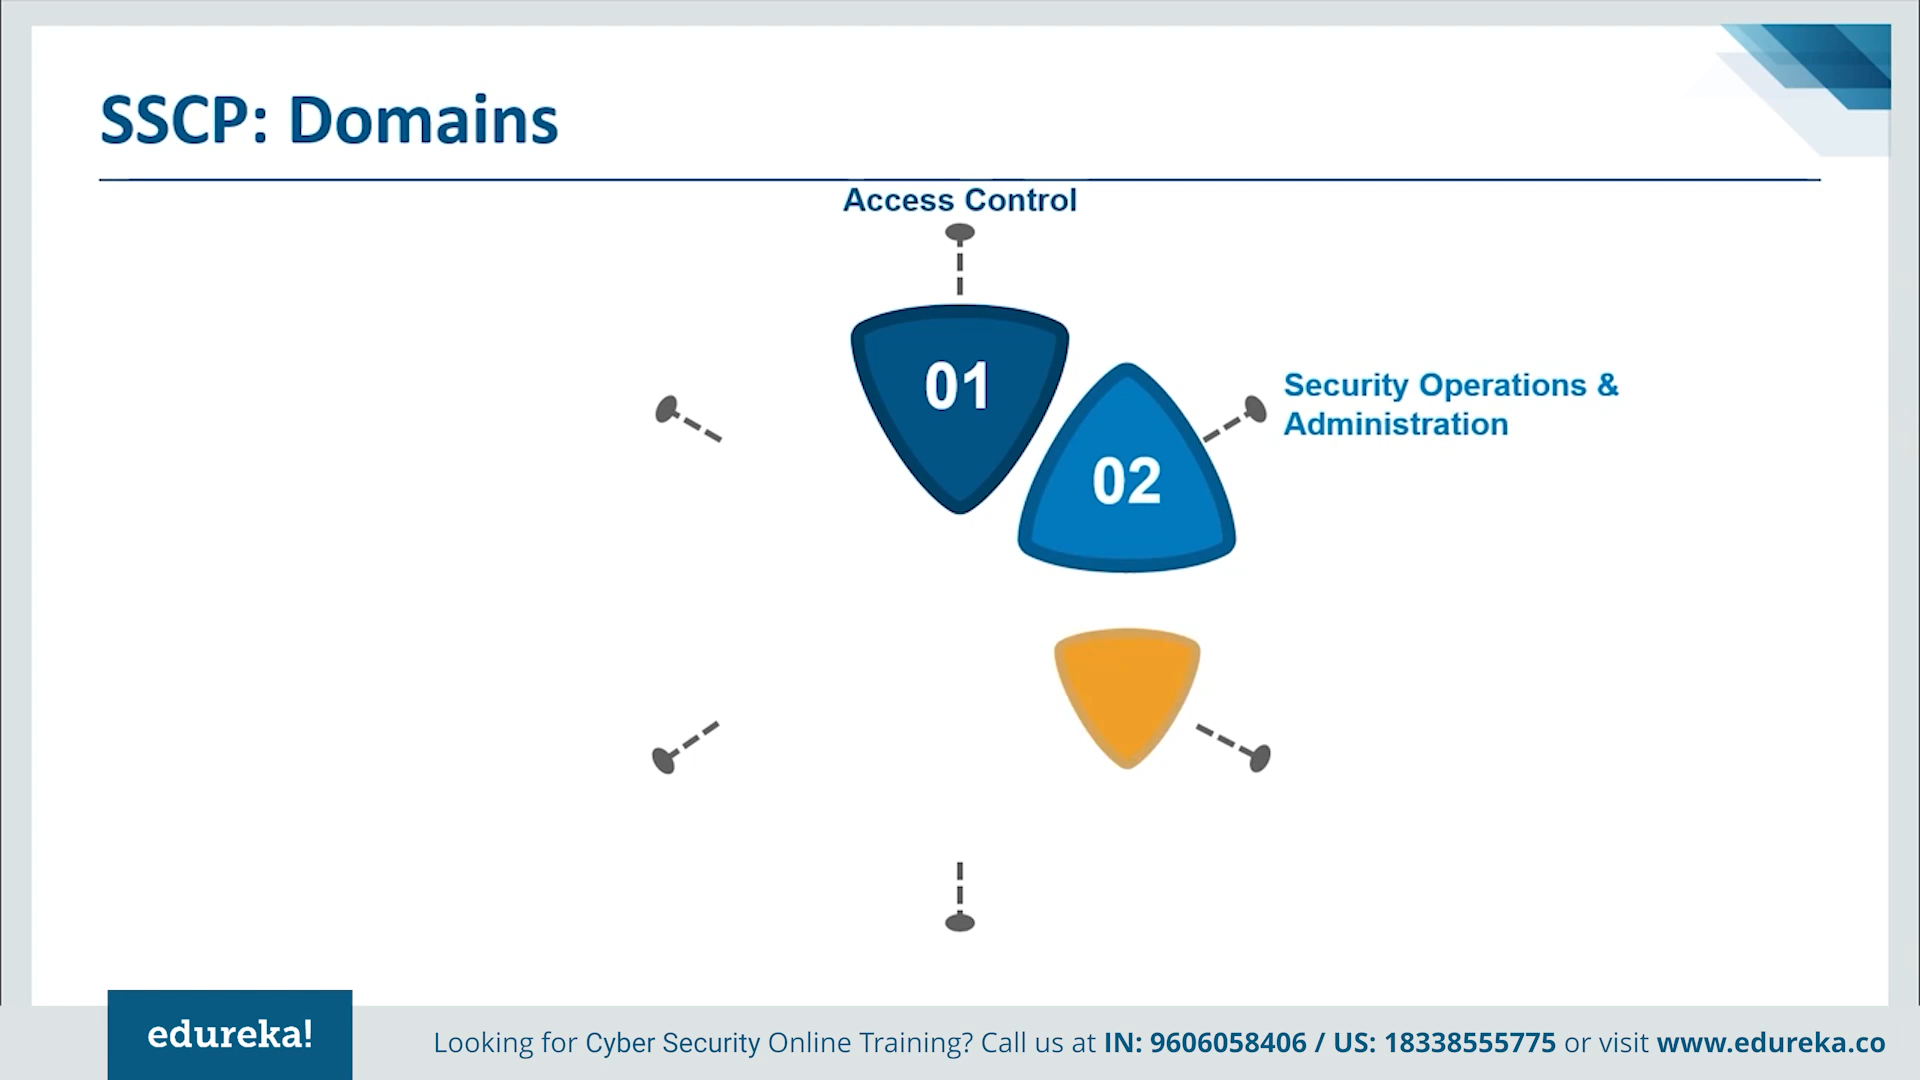 SSCP: Domains
Access Control
01
Security Operations &
Administration
02
edureka!
Looking for Cyber Security Online Training? Call us at IN: 9606058406 / US: 18338555775 or visit www.edureka.co